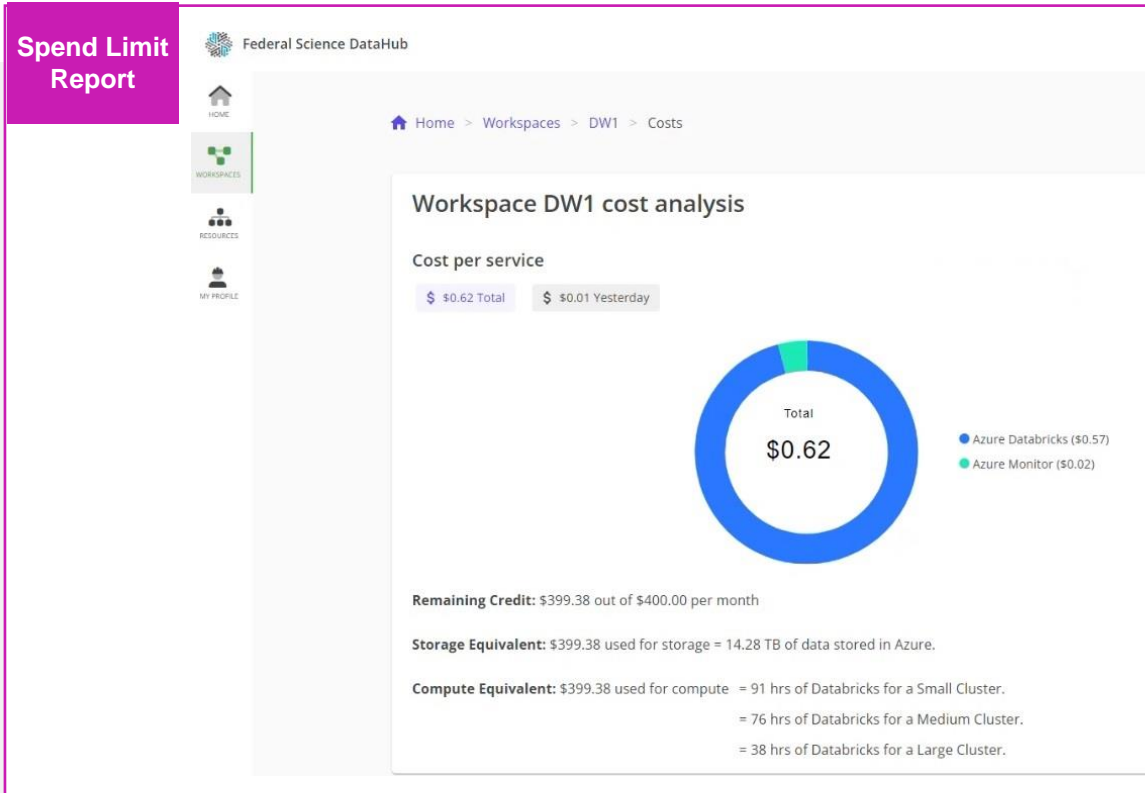 Spend Limit
Report
Federal Science DataHub
HOME
WORKSPACES
RESOURCES
MY PROFILE
Home > Workspaces > DW1 > Costs
Workspace DW1 cost analysis
Cost per service
$ $0.62 Total $ $0.01 Yesterday
Total
$0.62
Azure Databricks ($0.57)
Azure Monitor ($0.02)
Remaining Credit: $399.38 out of $400.00 per month
Storage Equivalent: $399.38 used for storage = 14.28 TB of data stored in Azure.
Compute Equivalent: $399.38 used for compute = 91 hrs of Databricks for a Small Cluster.
= 76 hrs of Databricks for a Medium Cluster.
= 38 hrs of Databricks for a Large Cluster.